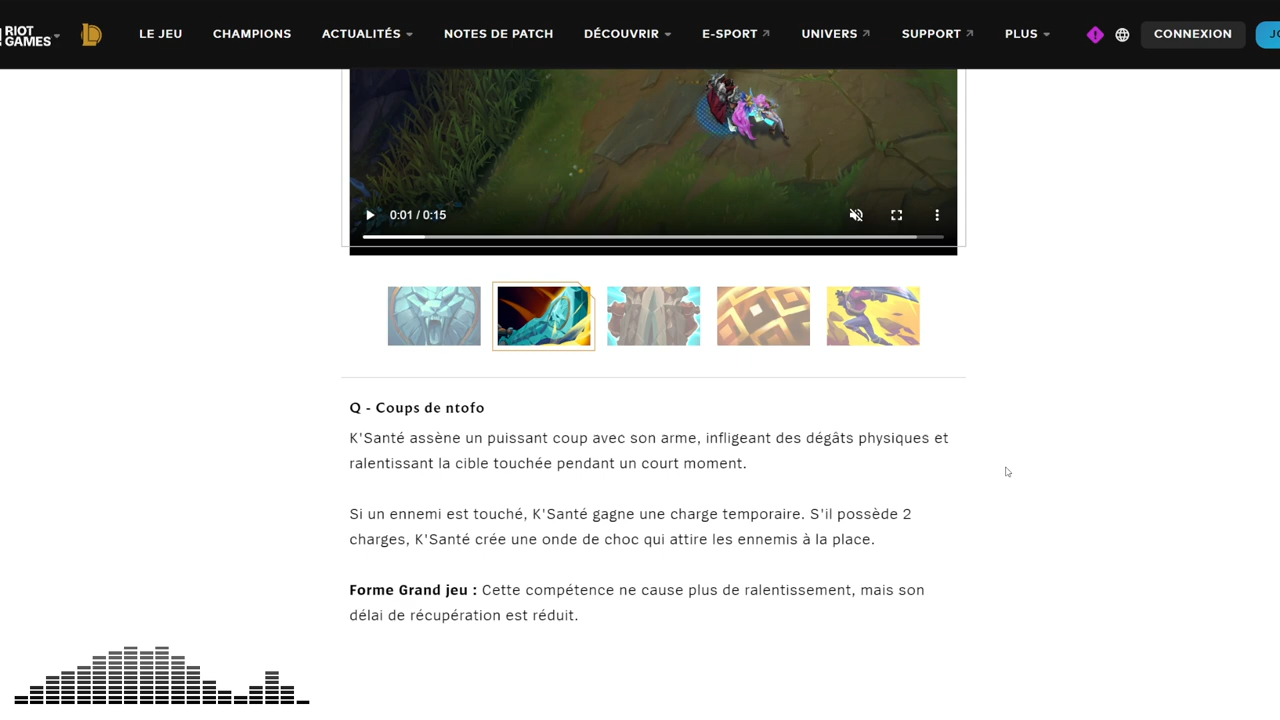 RIOT GAMES
LE JEU
CHAMPIONS
ACTUALITÉS
NOTES DE PATCH
DÉCOUVRIR
E-SPORT
UNIVERS
SUPPORT
PLUS
CONNEXION
0:01 / 0:15
Q - Coups de ntofo
K'Santé assène un puissant coup avec son arme, infligeant des dégâts physiques et
ralentissant la cible touchée pendant un court moment.
Si un ennemi est touché, K'Santé gagne une charge temporaire. S'il possède 2
charges, K'Santé crée une onde de choc qui attire les ennemis à la place.
Forme Grand jeu : Cette compétence ne cause plus de ralentissement, mais son
délai de récupération est réduit.